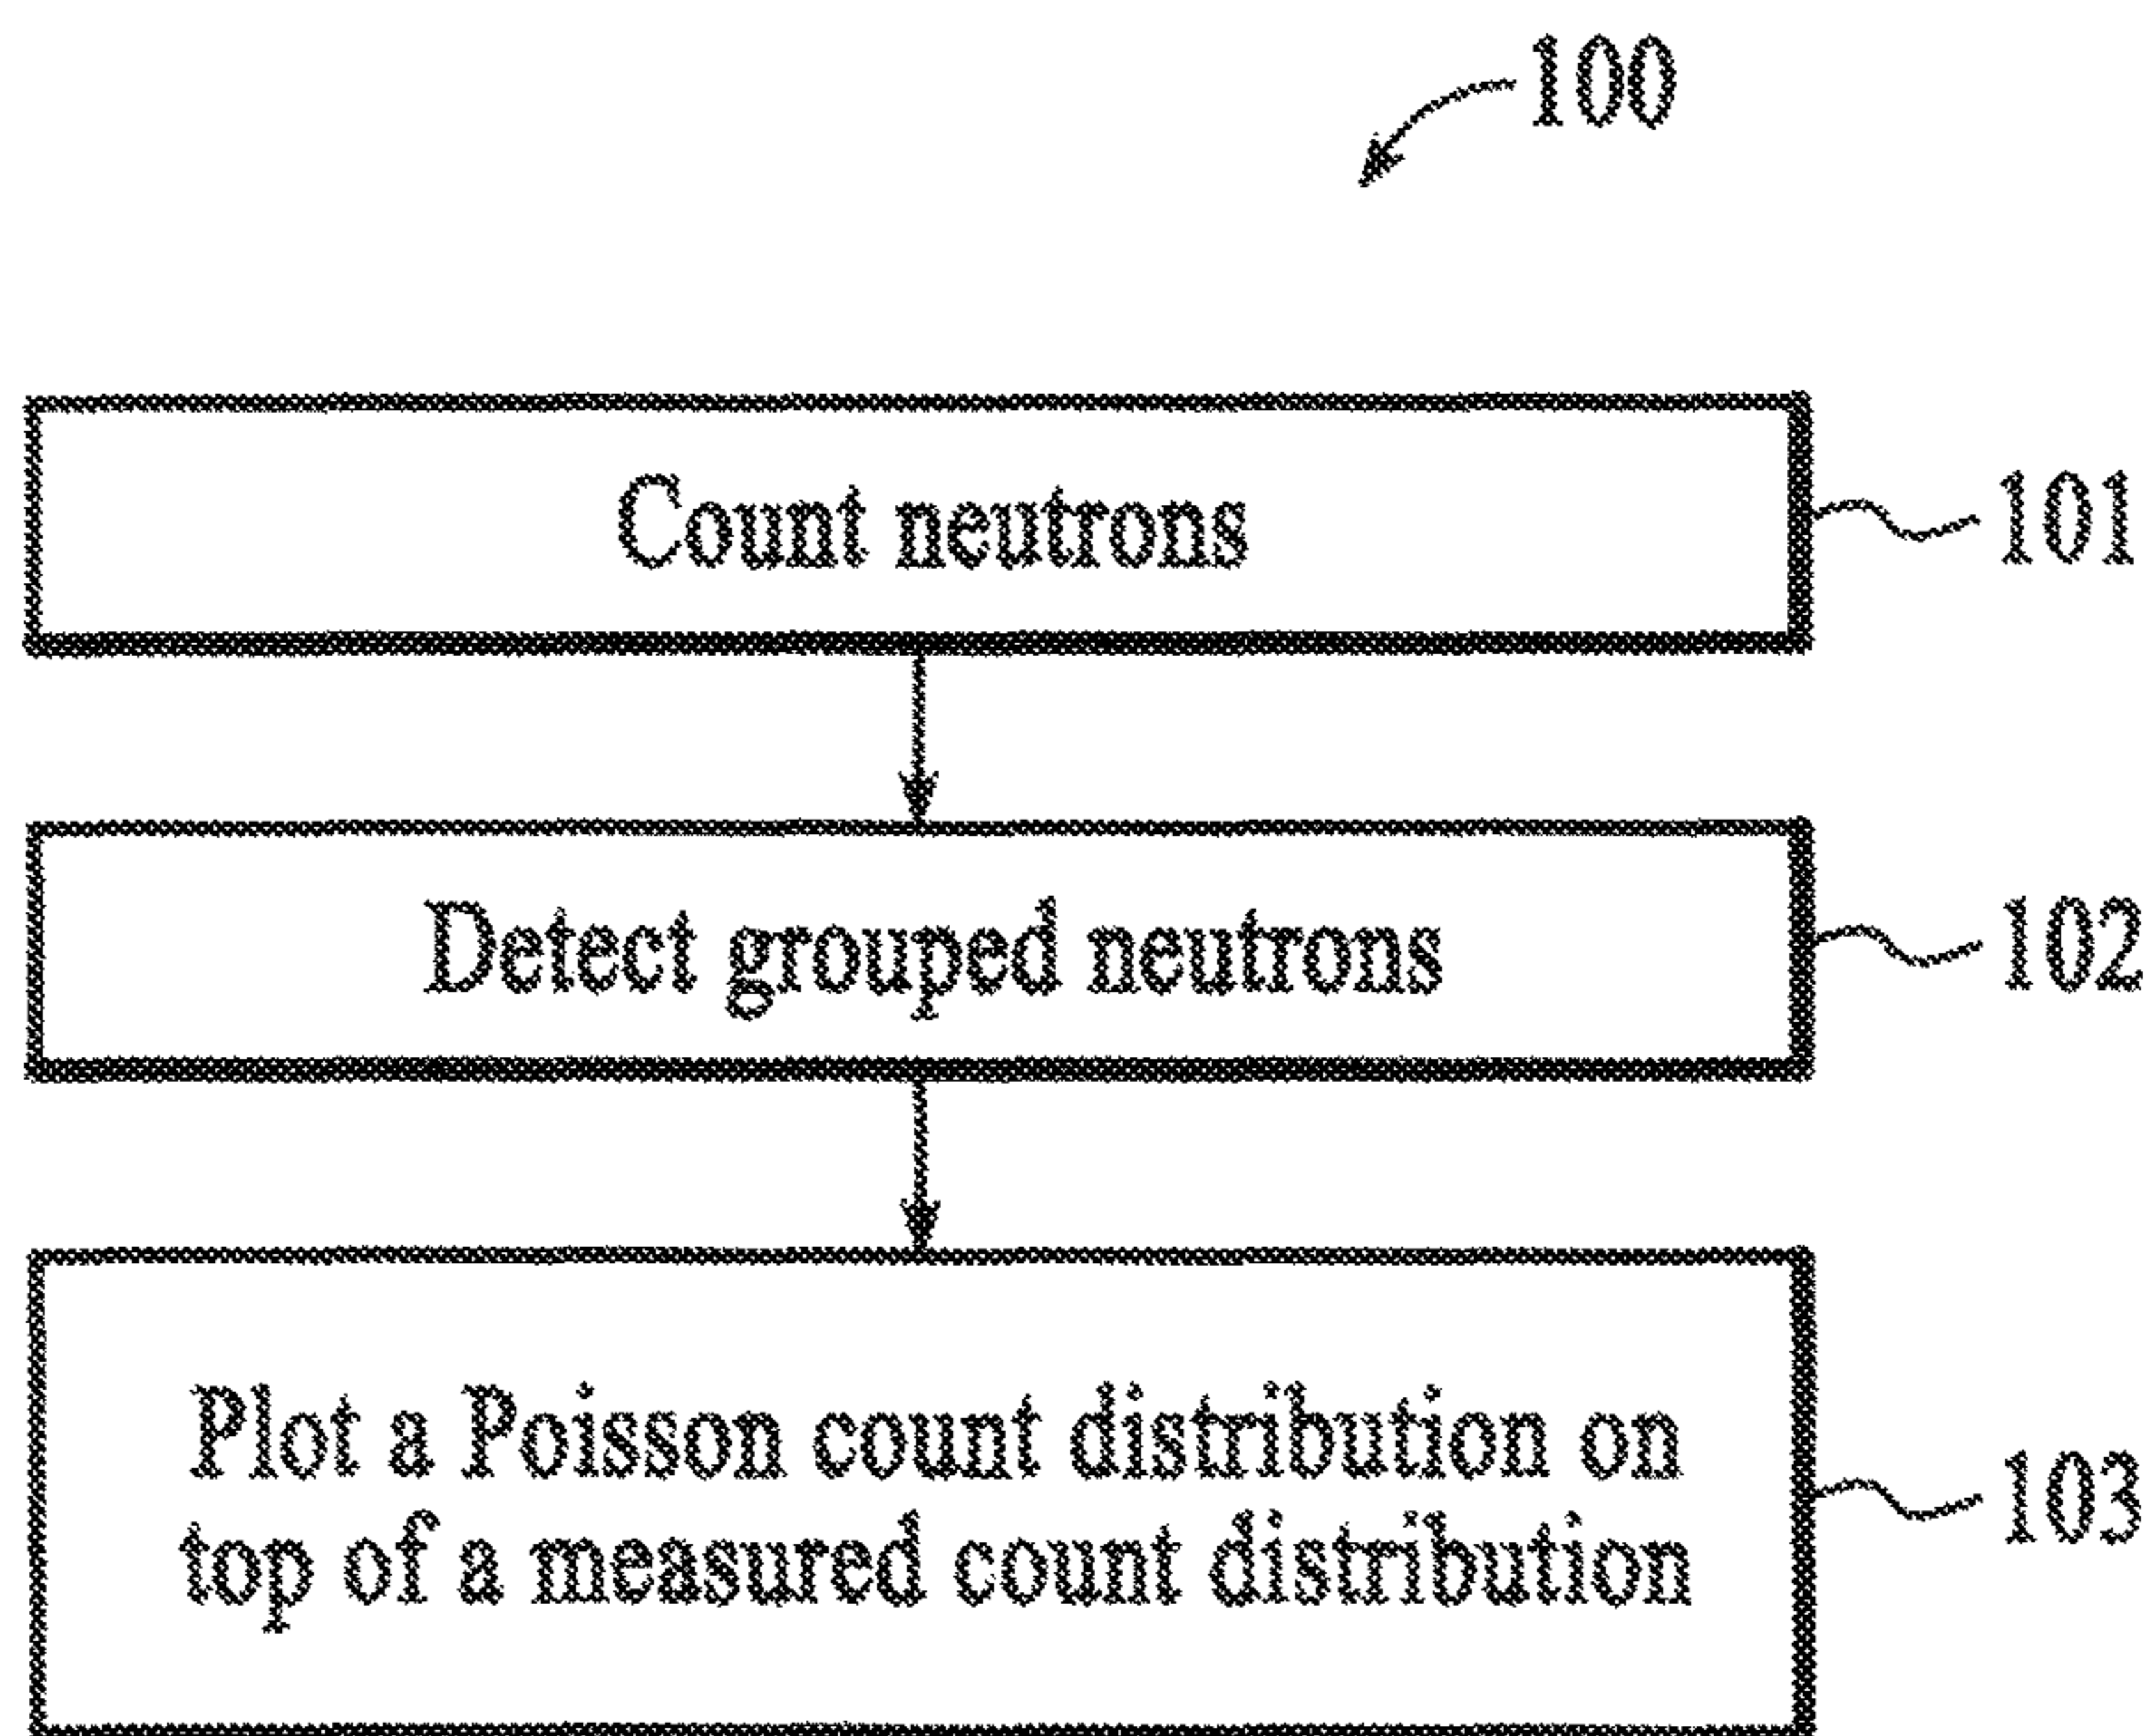 100
Count neutrons
101
Detect grouped neutrons
102
Plot a Poisson count distribution on
top of a measured count distribution
103